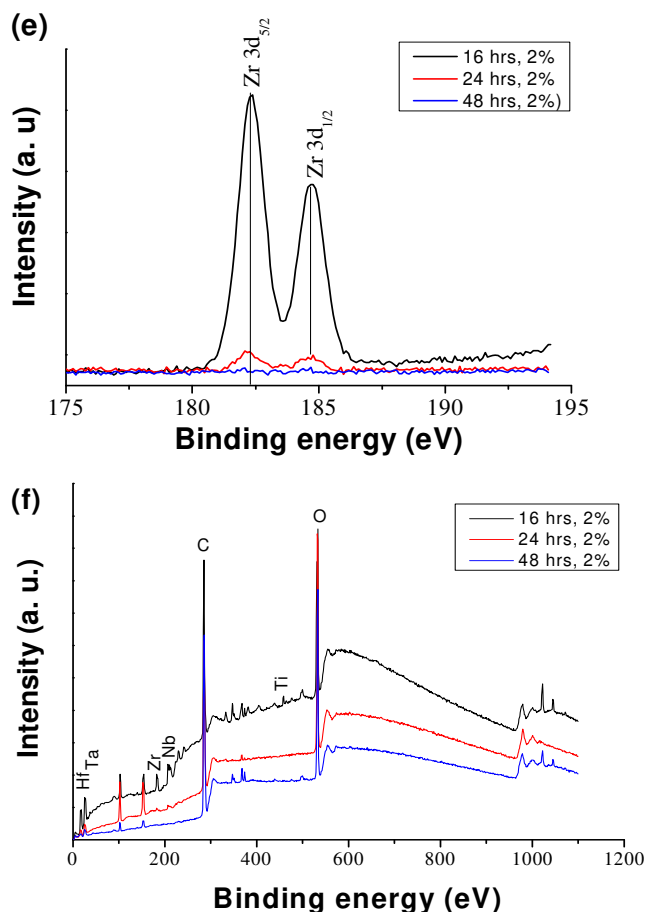 (e)
Zr 3d5/2
Zr 3d1/2
16 hrs, 2%
24 hrs, 2%
48 hrs, 2%)
Intensity (a. u)
175 180 185 190 195
Binding energy (eV)
(f)
C
O
16 hrs, 2%
24 hrs, 2%
48 hrs, 2%
Intensity (a. u.)
Hf
Ta
Zr
Nb
Ti
0 200 400 600 800 1000 1200
Binding energy (eV)